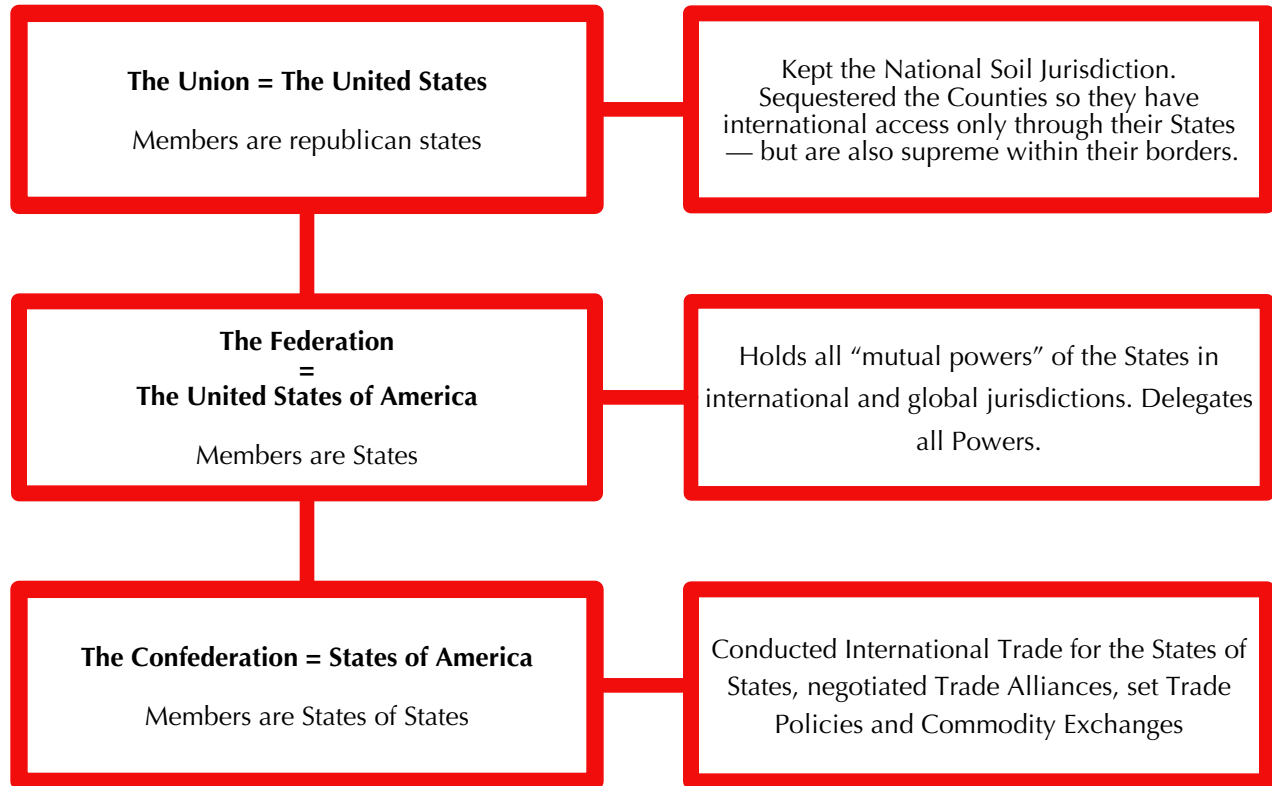 The Union = The United States
Members are republican states
Kept the National Soil Jurisdiction.
Sequestered the Counties so they have
international access only through their States
— but are also supreme within their borders.
The Federation
=
The United States of America
Members are States
Holds all “mutual powers” of the States in
international and global jurisdictions. Delegates
all Powers.
The Confederation = States of America
Members are States of States
Conducted International Trade for the States of
States, negotiated Trade Alliances, set Trade
Policies and Commodity Exchanges